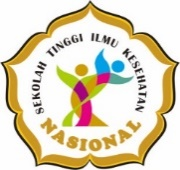 SEKOLAH TINGGI ILMU KESEHATAN
NASIONAL